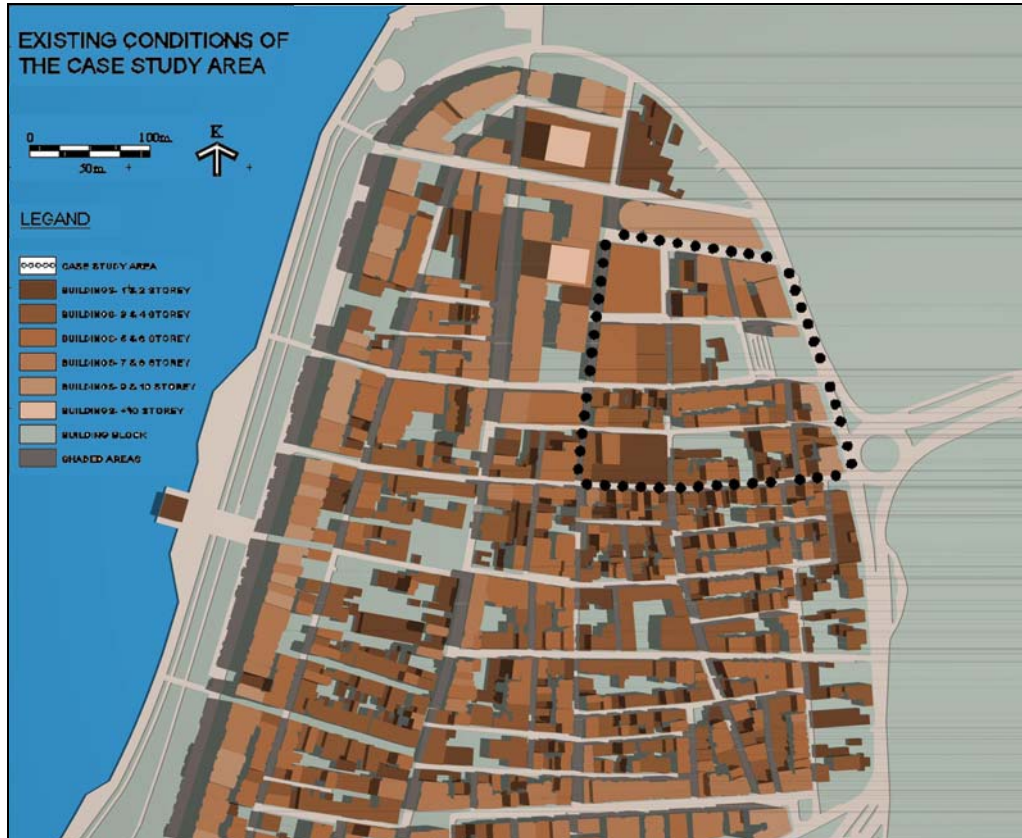 EXISTING CONDITIONS OF
THE CASE STUDY AREA
0 100m.
50m.
K
LEGAND
CASE STUDY AREA
BUILDINGS- 1 & 2 STOREY
BUILDINGS- 3 & 4 STOREY
BUILDINGS- 5 & 6 STOREY
BUILDINGS- 7 & 8 STOREY
BUILDINGS- 9 & 10 STOREY
BUILDINGS- +10 STOREY
BUILDING BLOCK
SHADED AREAS